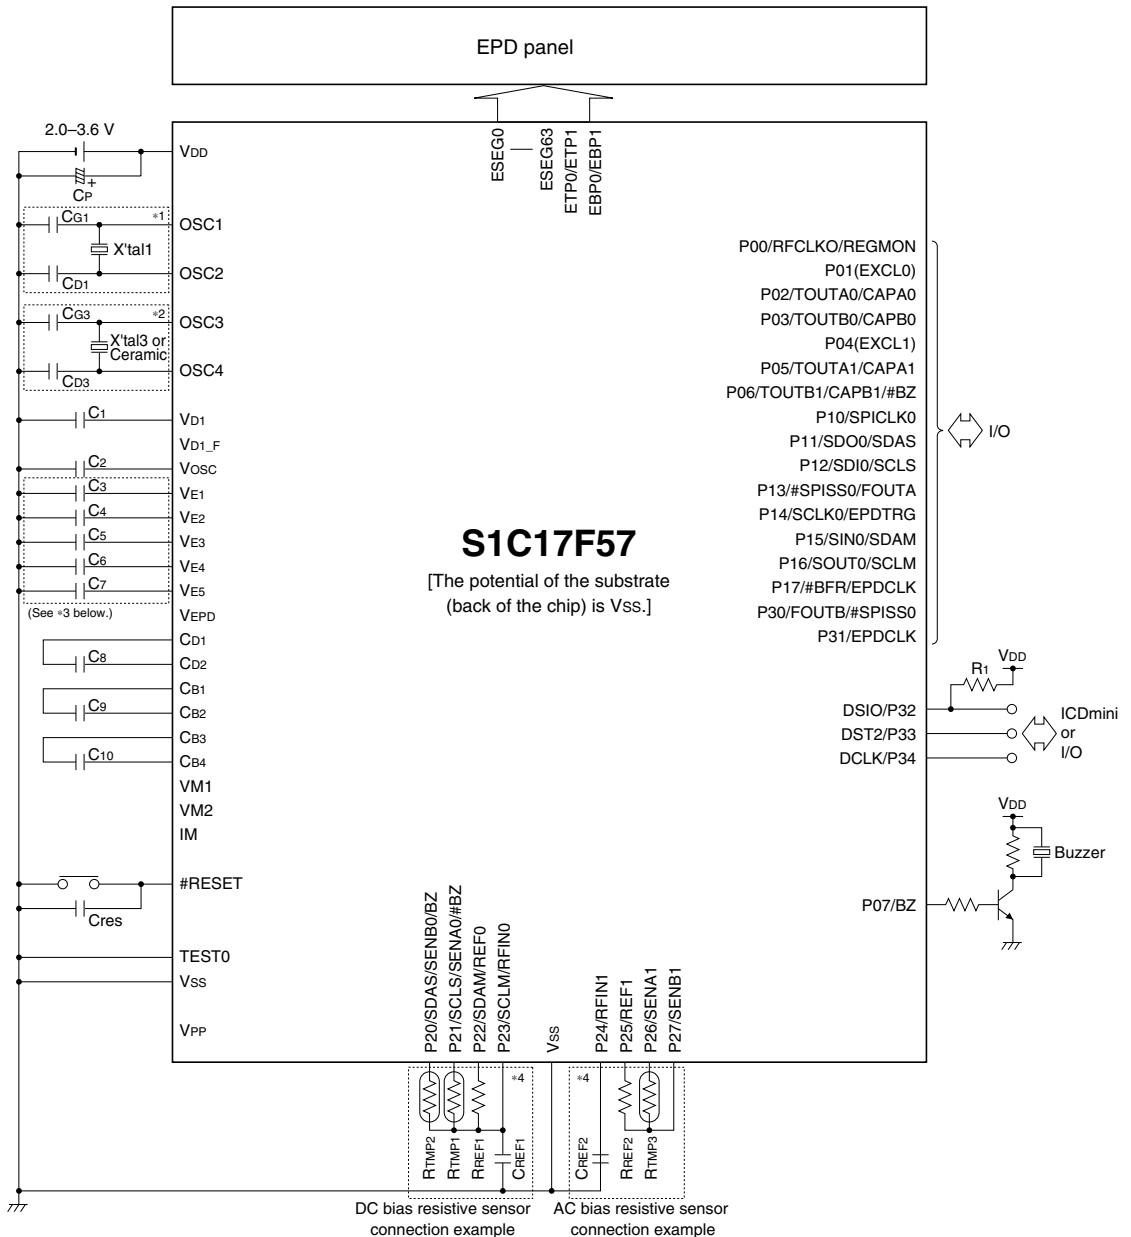 EPD panel
2.0–3.6 V
VDD
CP
+
ESEG0
ESEG63
ETP0/ETP1
EBP0/EBP1
CG1
*1
OSC1
X'tal1
OSC2
CD1
CG3
*2
OSC3
X'tal3 or
Ceramic
OSC4
CD3
C1
VD1
VD1_F
C2
VOSC
C3
VE1
C4
VE2
C5
VE3
C6
VE4
C7
VE5
(See *3 below.)
VEPD
CD1
C8
CD2
CB1
C9
CB2
CB3
C10
CB4
VM1
VM2
IM
#RESET
Cres
TEST0
VSS
VPP
S1C17F57
[The potential of the substrate
(back of the chip) is VSS.]
P00/RFCLKO/REGMON
P01(EXCL0)
P02/TOUTA0/CAPA0
P03/TOUTB0/CAPB0
P04(EXCL1)
P05/TOUTA1/CAPA1
P06/TOUTB1/CAPB1/#BZ
P10/SPICLK0
P11/SDO0/SDAS
P12/SDI0/SCLS
P13/#SPISS0/FOUTA
P14/SCLK0/EPDTRG
P15/SIN0/SDAM
P16/SOUT0/SCLM
P17/#BFR/EPDCLK
P30/FOUTB/#SPISS0
P31/EPDCLK
I/O
VDD
R1
DSIO/P32
DST2/P33
DCLK/P34
ICDmini
or
I/O
VDD
Buzzer
P07/BZ
P20/SDAS/SENB0/BZ
P21/SCLS/SENA0/#BZ
P22/SDAM/REF0
P23/SCLM/RFIN0
VSS
P24/RFIN1
P25/REF1
P26/SENA1
P27/SENB1
*4
*4
RTMP2
RTMP1
RREF1
CREF1
CREF2
RREF2
RTMP3
DC bias resistive sensor
connection example
AC bias resistive sensor
connection example